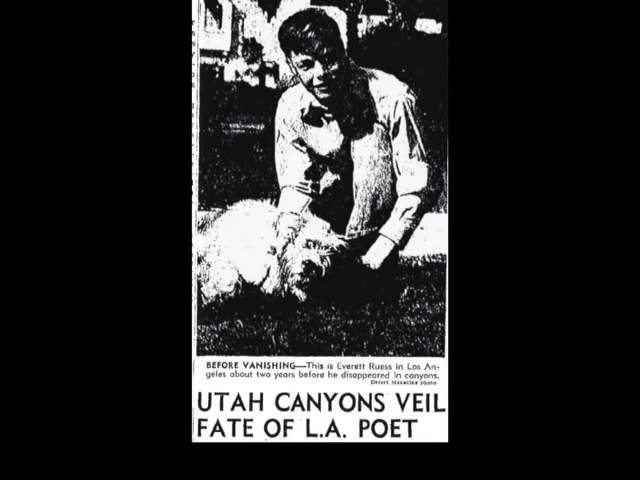 BEFORE VANISHING—This is Everett Ruess in Los An-
geles about two years before he disappeared in canyons.
Desert Magazine Photo
UTAH CANYONS VEIL
FATE OF L.A. POET